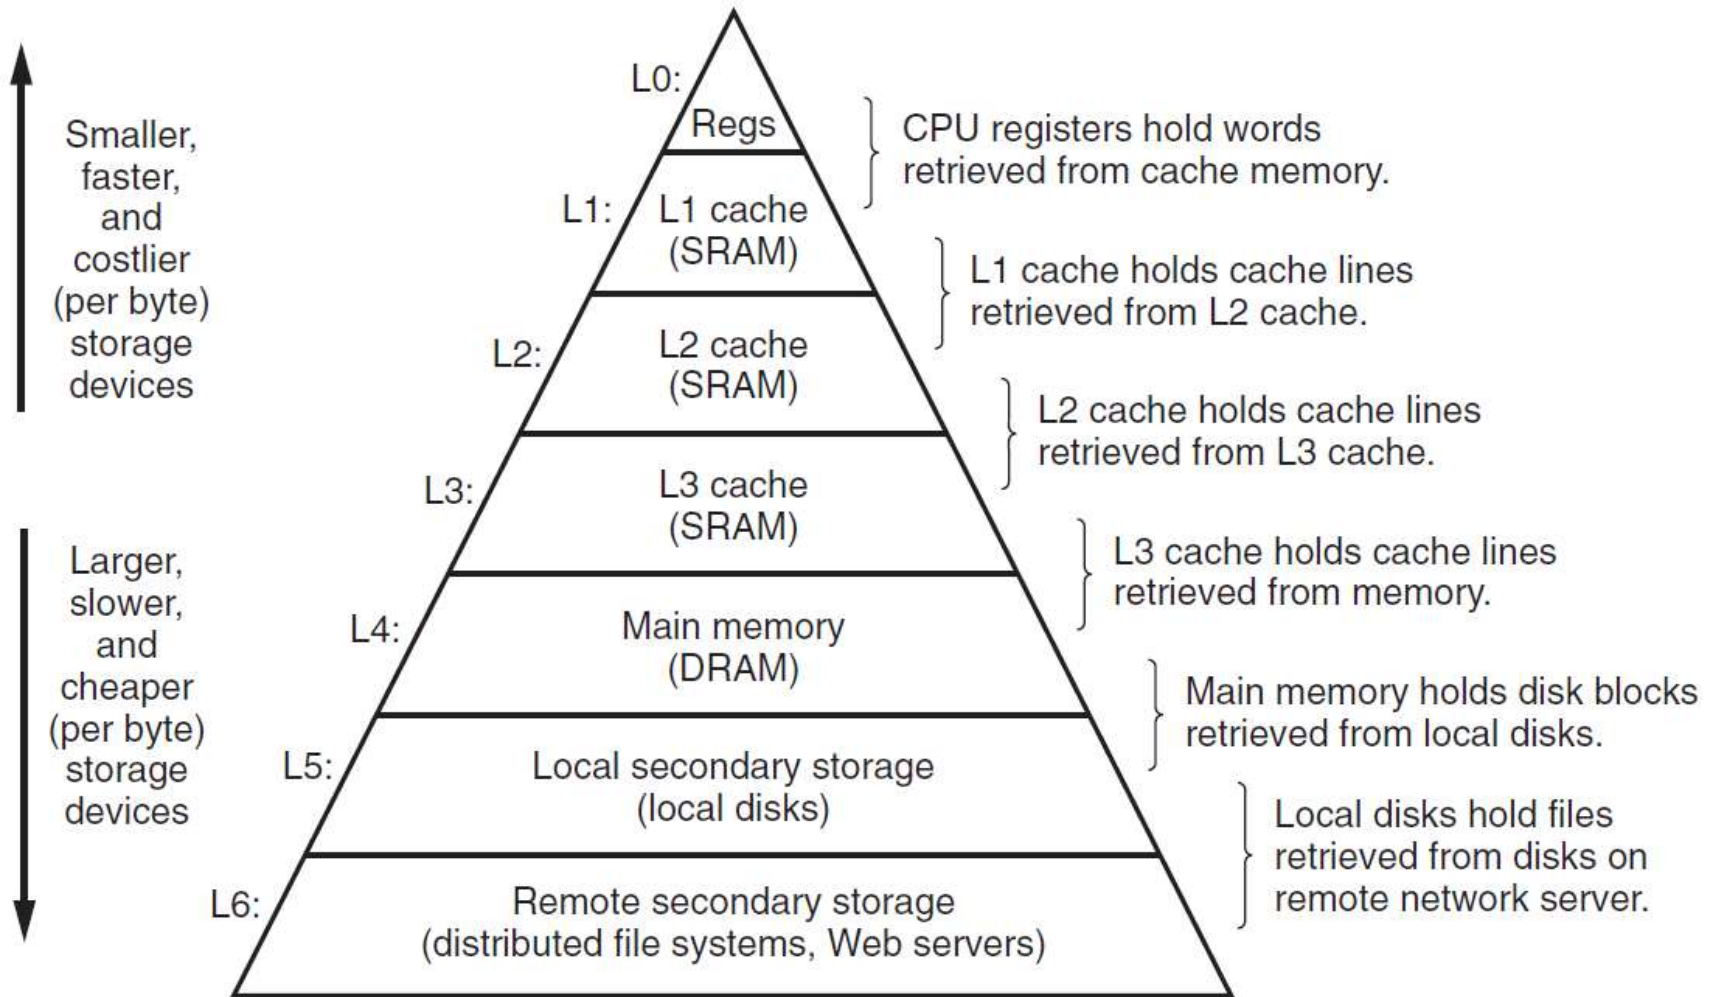 Smaller,
faster,
and
costlier
(per byte)
storage
devices
Larger,
slower,
and
cheaper
(per byte)
storage
devices
L0:
Regs
L1:
L1 cache
(SRAM)
L2:
L2 cache
(SRAM)
L3:
L3 cache
(SRAM)
L4:
Main memory
(DRAM)
L5:
Local secondary storage
(local disks)
L6:
Remote secondary storage
(distributed file systems, Web servers)
CPU registers hold words
retrieved from cache memory.
L1 cache holds cache lines
retrieved from L2 cache.
L2 cache holds cache lines
retrieved from L3 cache.
L3 cache holds cache lines
retrieved from memory.
Main memory holds disk blocks
retrieved from local disks.
Local disks hold files
retrieved from disks on
remote network server.